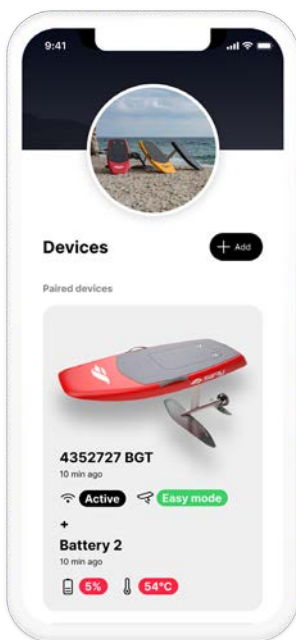 9:41
Devices
+ Add
Paired devices
4352727 BGT
10 min ago
Active Easy mode
+
Battery 2
10 min ago
5% 54°C